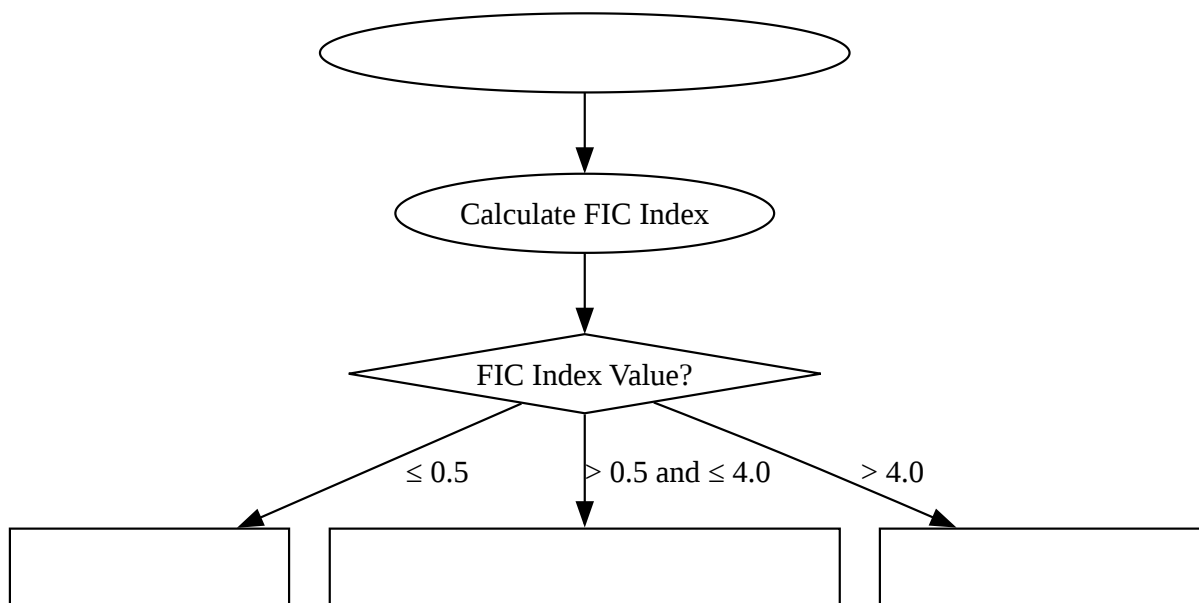 Calculate FIC Index
FIC Index Value?
≤ 0.5
> 0.5 and ≤ 4.0
> 4.0